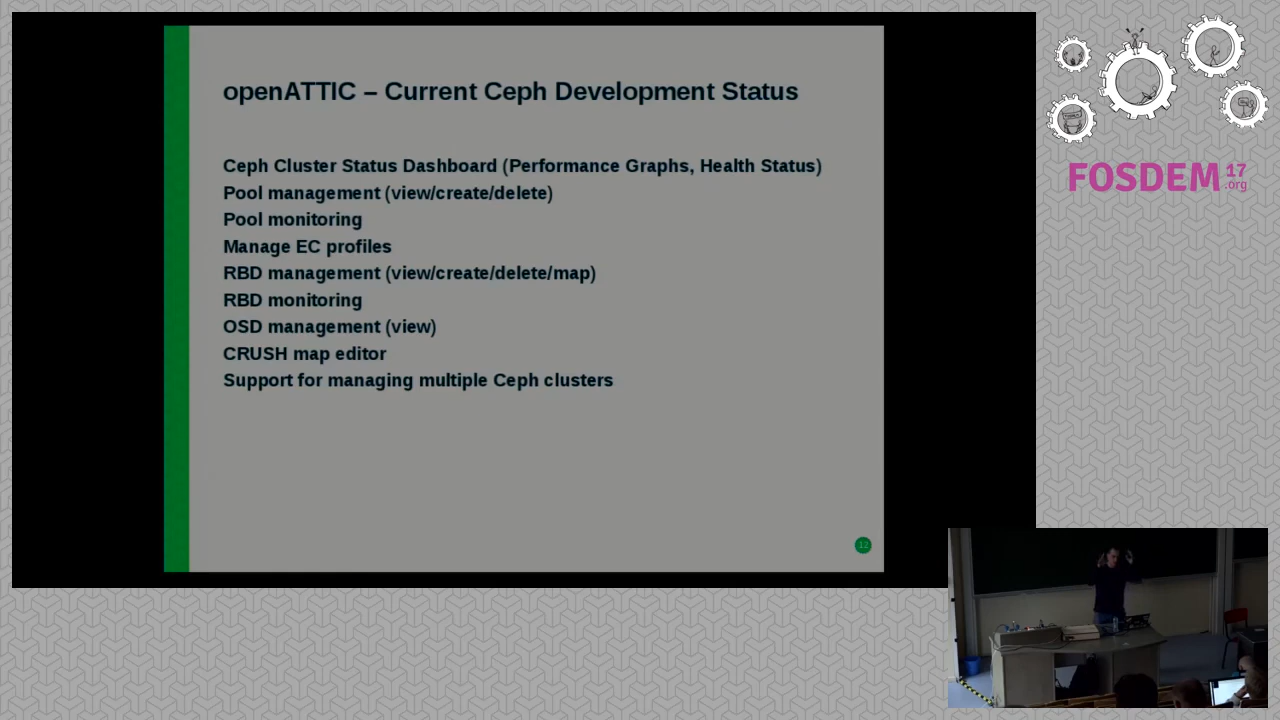 openATTIC – Current Ceph Development Status
Ceph Cluster Status Dashboard (Performance Graphs, Health Status)
Pool management (view/create/delete)
Pool monitoring
Manage EC profiles
RBD management (view/create/delete/map)
RBD monitoring
OSD management (view)
CRUSH map editor
Support for managing multiple Ceph clusters
12
FOSDEM 17
.org